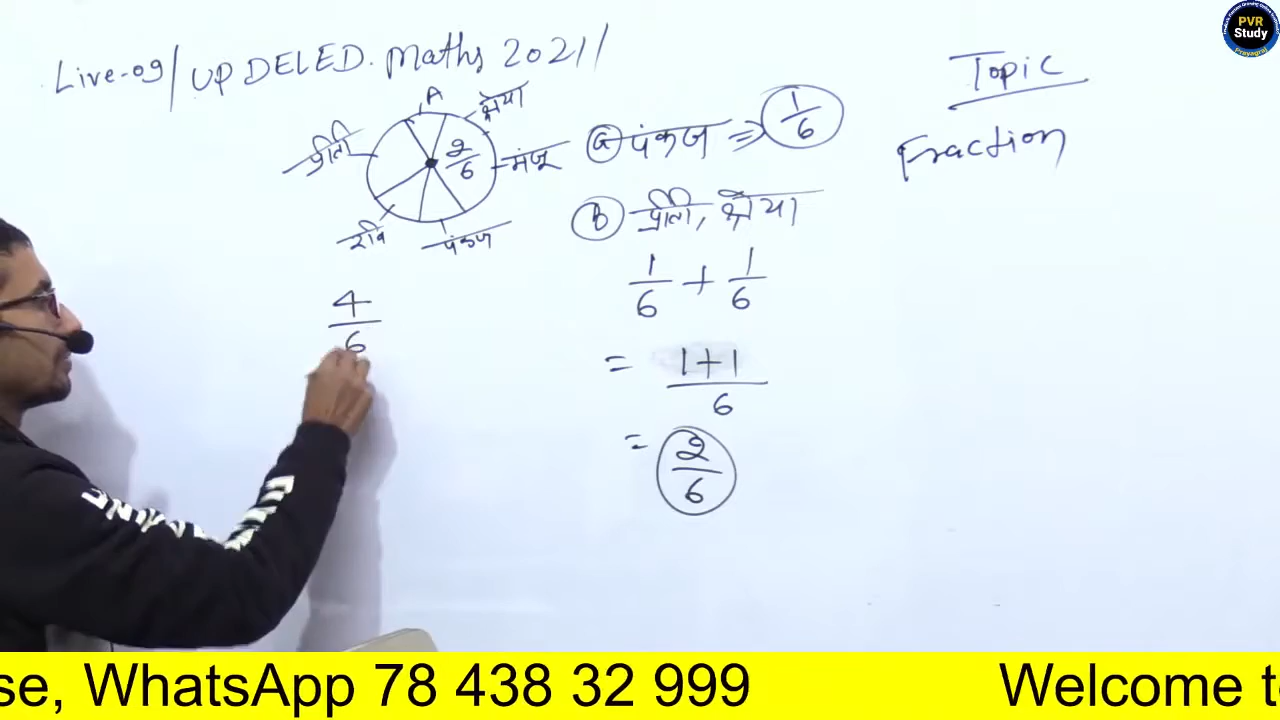 Live-09/ UP DELED. Maths 2021/
Topic
Fraction
A
श्रेया
प्रीती
2/6
मंजू
रवि
पंकज
(a) पंकज ⇒ 1/6
(b) प्रीती, श्रेया
1/6 + 1/6
= 1+1/6
= 2/6
4/6
PVR
Study
Prayagraj
se, WhatsApp 78 438 32 999
Welcome t